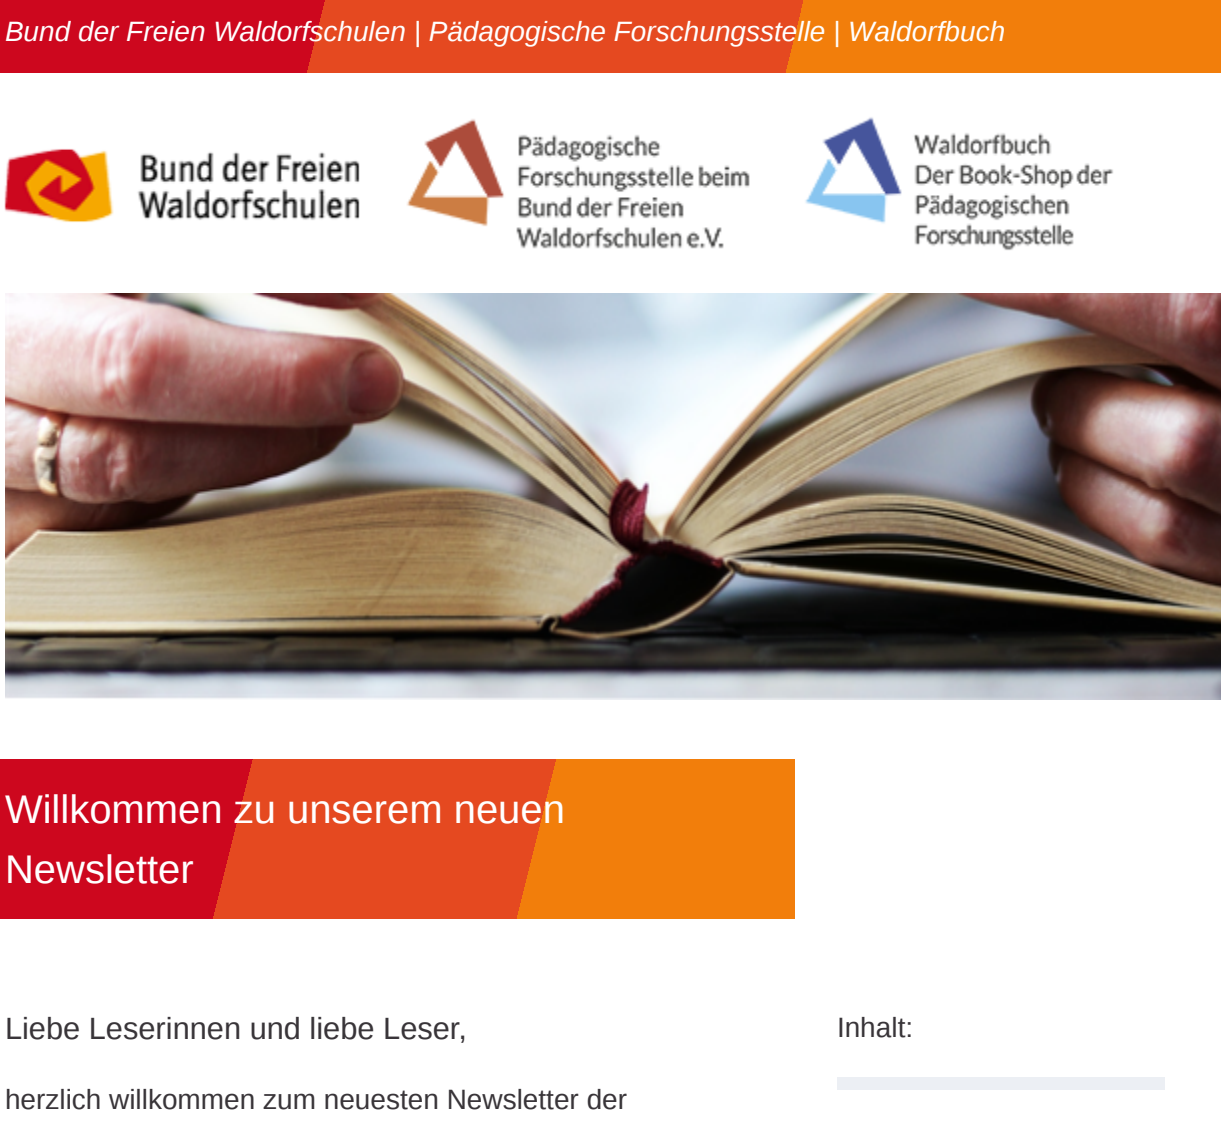 Bund der Freien Waldorfschulen | Pädagogische Forschungsstelle | Waldorfbuch
Bund der Freien
Waldorfschulen
Pädagogische
Forschungsstelle beim
Bund der Freien
Waldorfschulen e.V.
Waldorfbuch
Der Book-Shop der
Pädagogischen
Forschungsstelle
Willkommen zu unserem neuen
Newsletter
Liebe Leserinnen und liebe Leser,
herzlich willkommen zum neuesten Newsletter der
Inhalt: